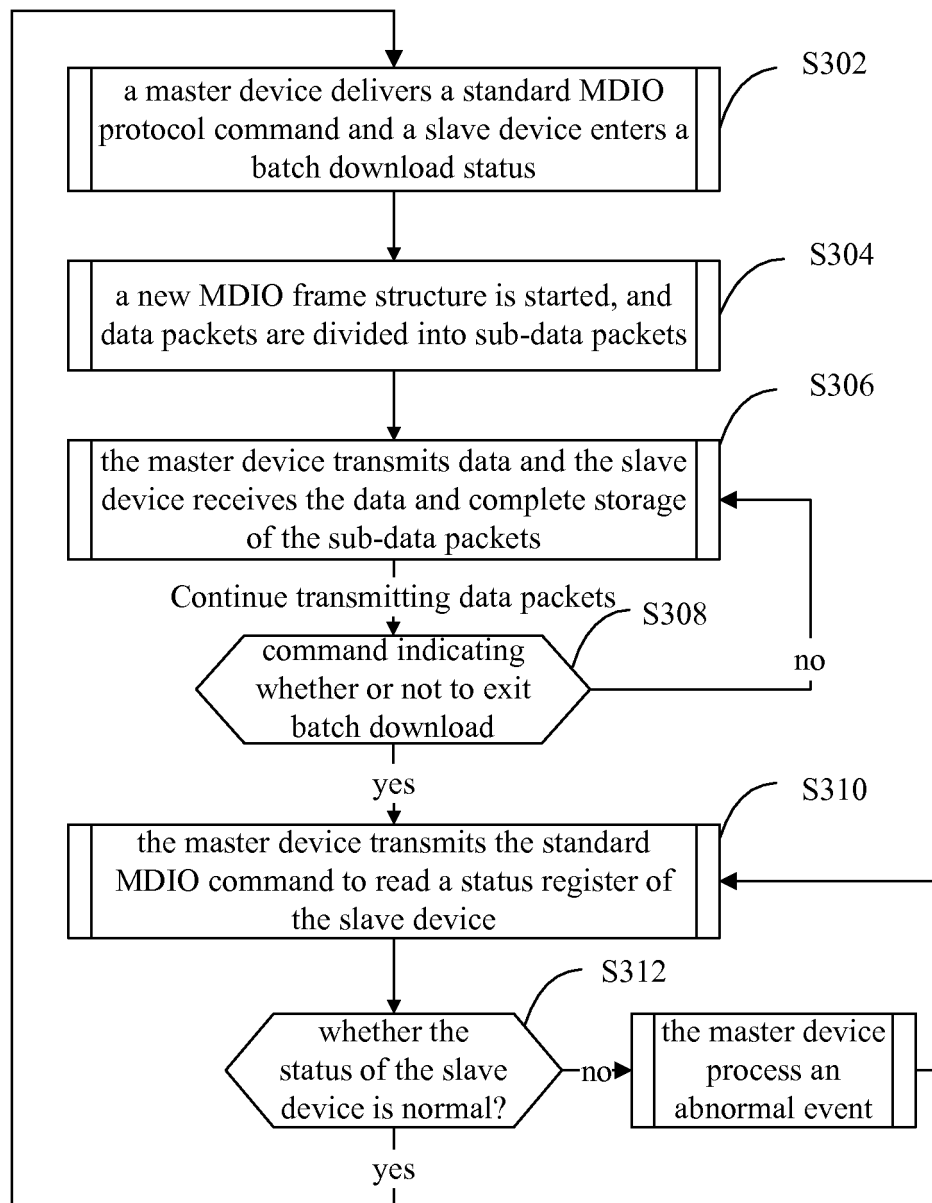 S302
a master device delivers a standard MDIO
protocol command and a slave device enters a
batch download status
S304
a new MDIO frame structure is started, and
data packets are divided into sub-data packets
S306
the master device transmits data and the slave
device receives the data and complete storage
of the sub-data packets
Continue transmitting data packets
S308
command indicating
whether or not to exit
batch download
no
yes
S310
the master device transmits the standard
MDIO command to read a status register of
the slave device
S312
whether the
status of the slave
device is normal?
no
the master device
process an
abnormal event
yes